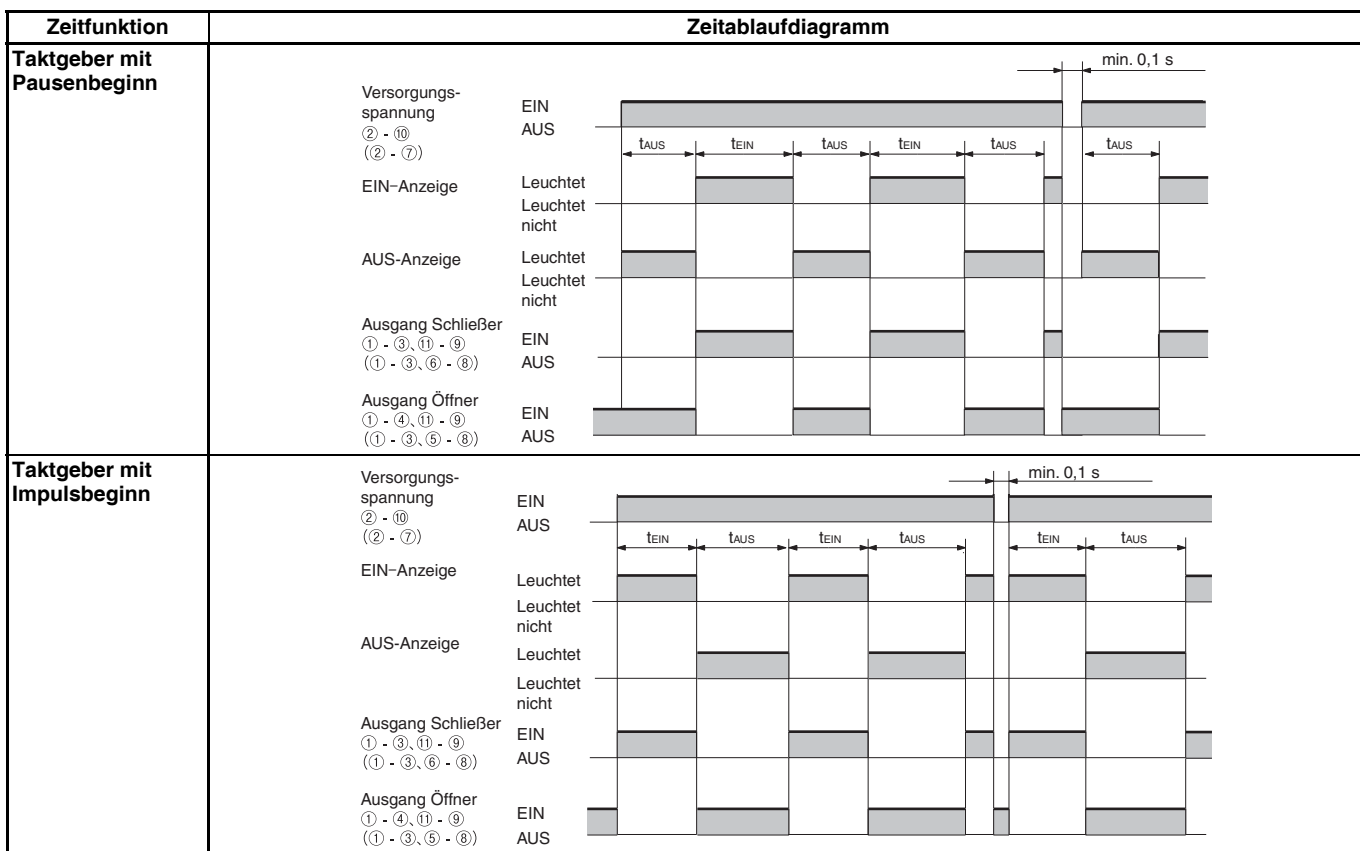 Zeitfunktion Zeitablaufdiagramm
Taktgeber mit
Pausenbeginn
min. 0,1 s
Versorgungs-
spannung
② - ⑩
(② - ⑦)
EIN
AUS
tAUS tEIN tAUS tEIN tAUS tAUS
EIN-Anzeige
Leuchtet
Leuchtet
nicht
AUS-Anzeige
Leuchtet
Leuchtet
nicht
Ausgang Schließer
① - ③、⑪ - ⑨
(① - ③、⑥ - ⑧)
EIN
AUS
Ausgang Öffner
① - ④、⑪ - ⑨
(① - ③、⑤ - ⑧)
EIN
AUS
Taktgeber mit
Impulsbeginn
min. 0,1 s
Versorgungs-
spannung
② - ⑩
(② - ⑦)
EIN
AUS
tEIN tAUS tEIN tAUS tEIN tAUS
EIN-Anzeige
Leuchtet
Leuchtet
nicht
AUS-Anzeige
Leuchtet
Leuchtet
nicht
Ausgang Schließer
① - ③、⑪ - ⑨
(① - ③、⑥ - ⑧)
EIN
AUS
Ausgang Öffner
① - ④、⑪ - ⑨
(① - ③、⑤ - ⑧)
EIN
AUS